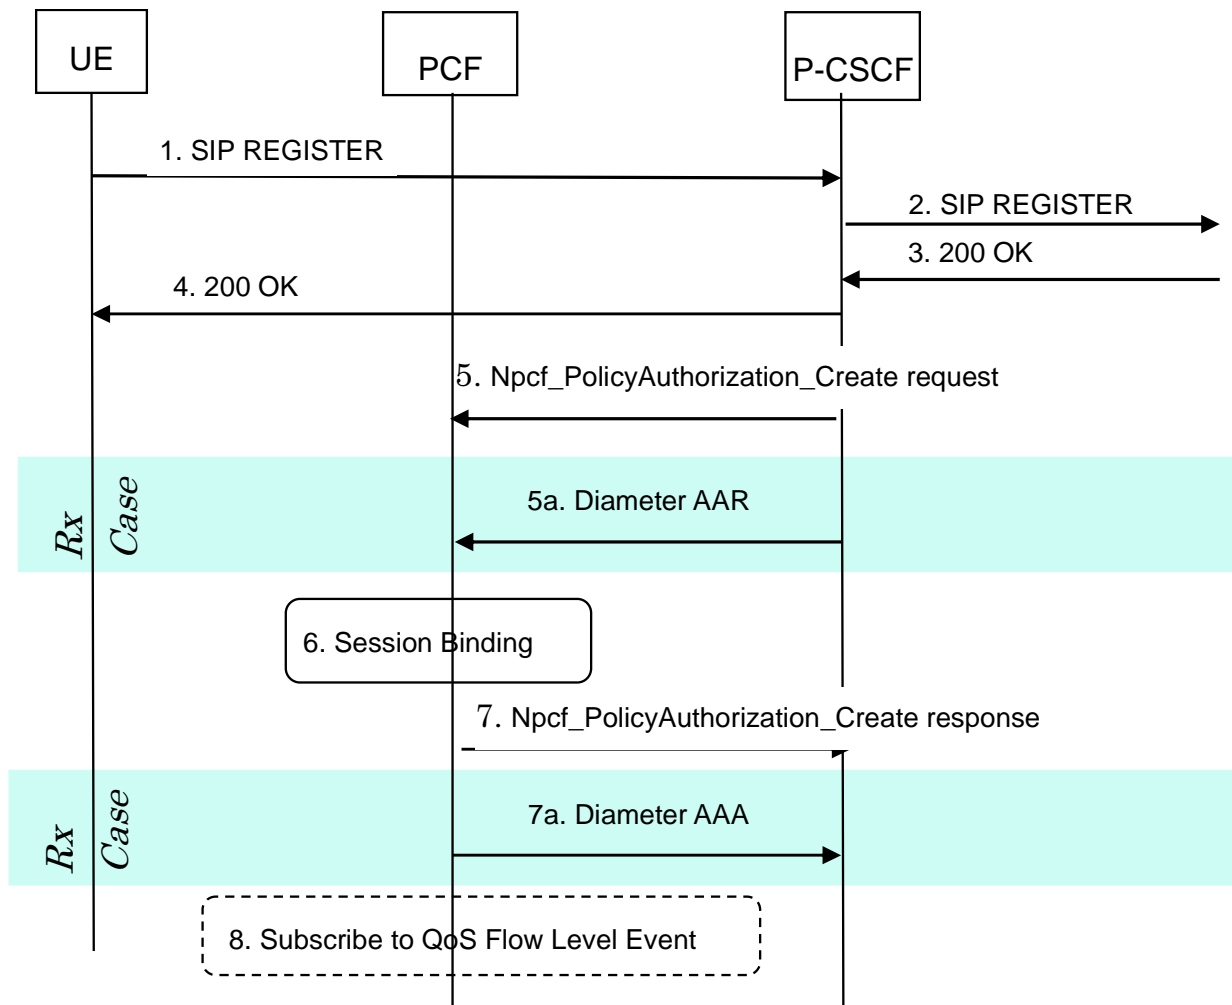 UE
PCF
P-CSCF
1. SIP REGISTER
2. SIP REGISTER
3. 200 OK
4. 200 OK
5. Npcf_PolicyAuthorization_Create request
Rx
Case
5a. Diameter AAR
6. Session Binding
7. Npcf_PolicyAuthorization_Create response
Rx
Case
7a. Diameter AAA
8. Subscribe to QoS Flow Level Event